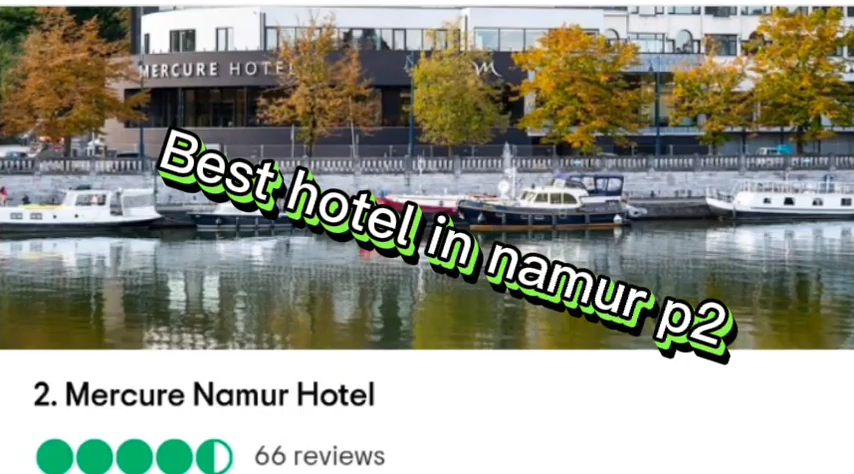 MERCURE HOTEL
Best hotel in namur p2
2. Mercure Namur Hotel
66 reviews